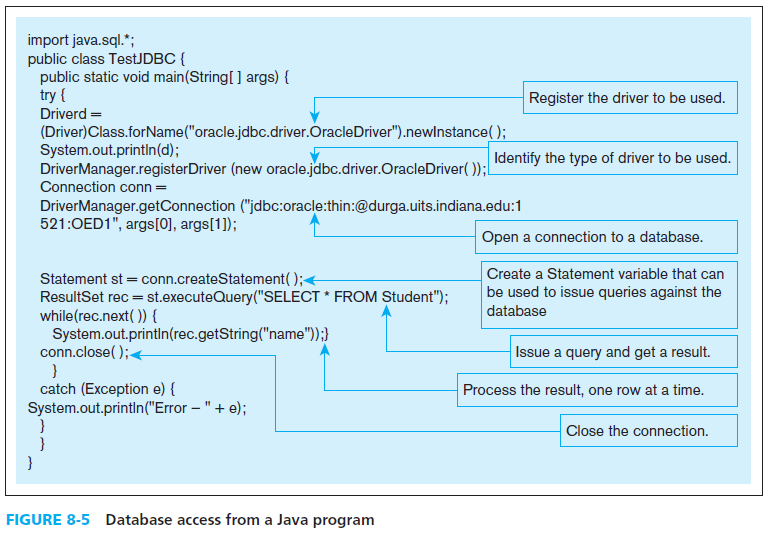 import java.sql.*;
public class TestJDBC {
public static void main(String[ ] args) {
try {
Driverd =
(Driver)Class.forName("oracle.jdbc.driver.OracleDriver").newInstance( );
System.out.println(d);
DriverManager.registerDriver (new oracle.jdbc.driver.OracleDriver( ));
Connection conn =
DriverManager.getConnection ("jdbc:oracle:thin:@durga.uits.indiana.edu:1
521:OED1", args[0], args[1]);
Statement st = conn.createStatement( );
ResultSet rec = st.executeQuery("SELECT * FROM Student");
while(rec.next( )) {
System.out.println(rec.getString("name"));}
conn.close( );
}
catch (Exception e) {
System.out.println("Error – " + e);
}
}
}
Register the driver to be used.
Identify the type of driver to be used.
Open a connection to a database.
Create a Statement variable that can
be used to issue queries against the
database
Issue a query and get a result.
Process the result, one row at a time.
Close the connection.
FIGURE 8-5 Database access from a Java program